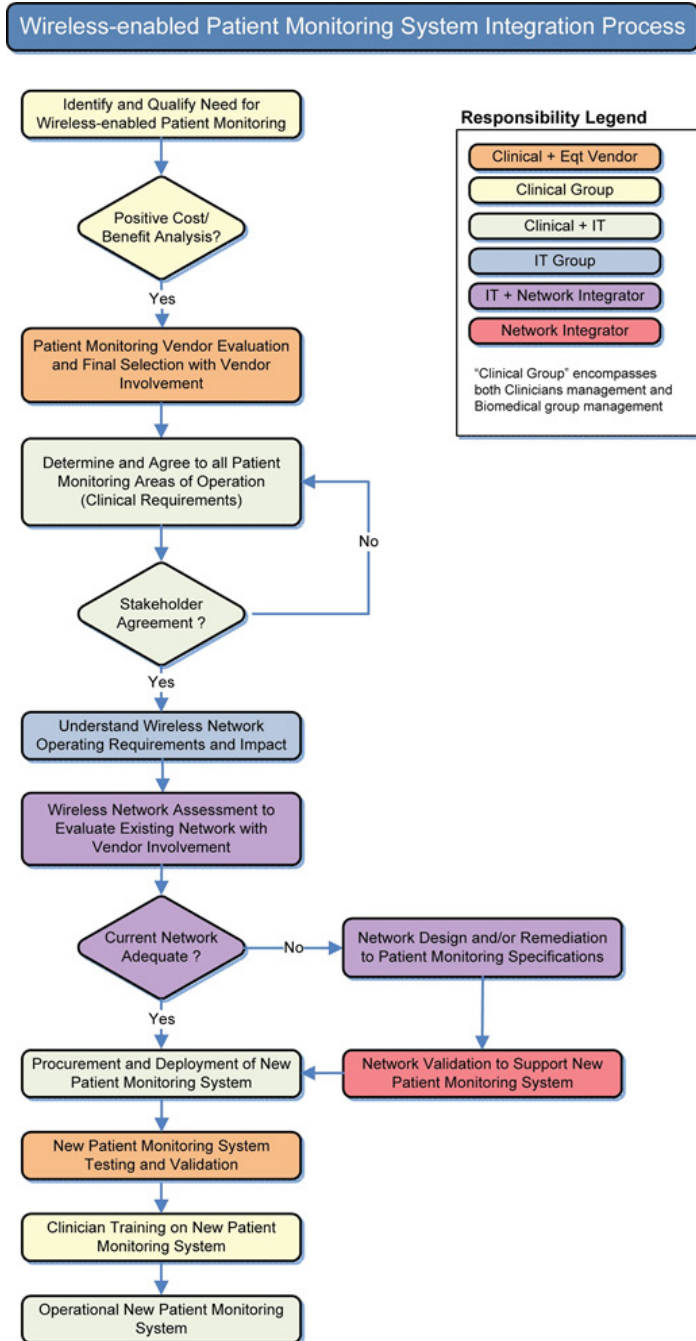 Wireless-enabled Patient Monitoring System Integration Process
Identify and Qualify Need for
Wireless-enabled Patient Monitoring
Responsibility Legend
Clinical + Eqt Vendor
Clinical Group
Clinical + IT
IT Group
IT + Network Integrator
Network Integrator
"Clinical Group" encompasses
both Clinicians management and
Biomedical group management
Positive Cost/
Benefit Analysis?
Yes
Patient Monitoring Vendor Evaluation
and Final Selection with Vendor
Involvement
Determine and Agree to all Patient
Monitoring Areas of Operation
(Clinical Requirements)
No
Stakeholder
Agreement ?
Yes
Understand Wireless Network
Operating Requirements and Impact
Wireless Network Assessment to
Evaluate Existing Network with
Vendor Involvement
Current Network
Adequate ?
No
Network Design and/or Remediation
to Patient Monitoring Specifications
Yes
Procurement and Deployment of New
Patient Monitoring System
Network Validation to Support New
Patient Monitoring System
New Patient Monitoring System
Testing and Validation
Clinician Training on New Patient
Monitoring System
Operational New Patient Monitoring
System